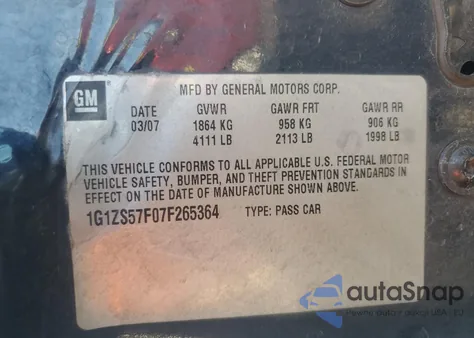 GM
MFD BY GENERAL MOTORS CORP.
DATE GVWR GAWR FRT GAWR RR
03/07 1864 KG 958 KG 906 KG
4111 LB 2113 LB 1998 LB
THIS VEHICLE CONFORMS TO ALL APPLICABLE U.S. FEDERAL MOTOR
VEHICLE SAFETY, BUMPER, AND THEFT PREVENTION STANDARDS IN
EFFECT ON THE DATE OF MANUFACTURE SHOWN ABOVE.
1G1ZS57F07F265364 TYPE: PASS CAR
autoSnap